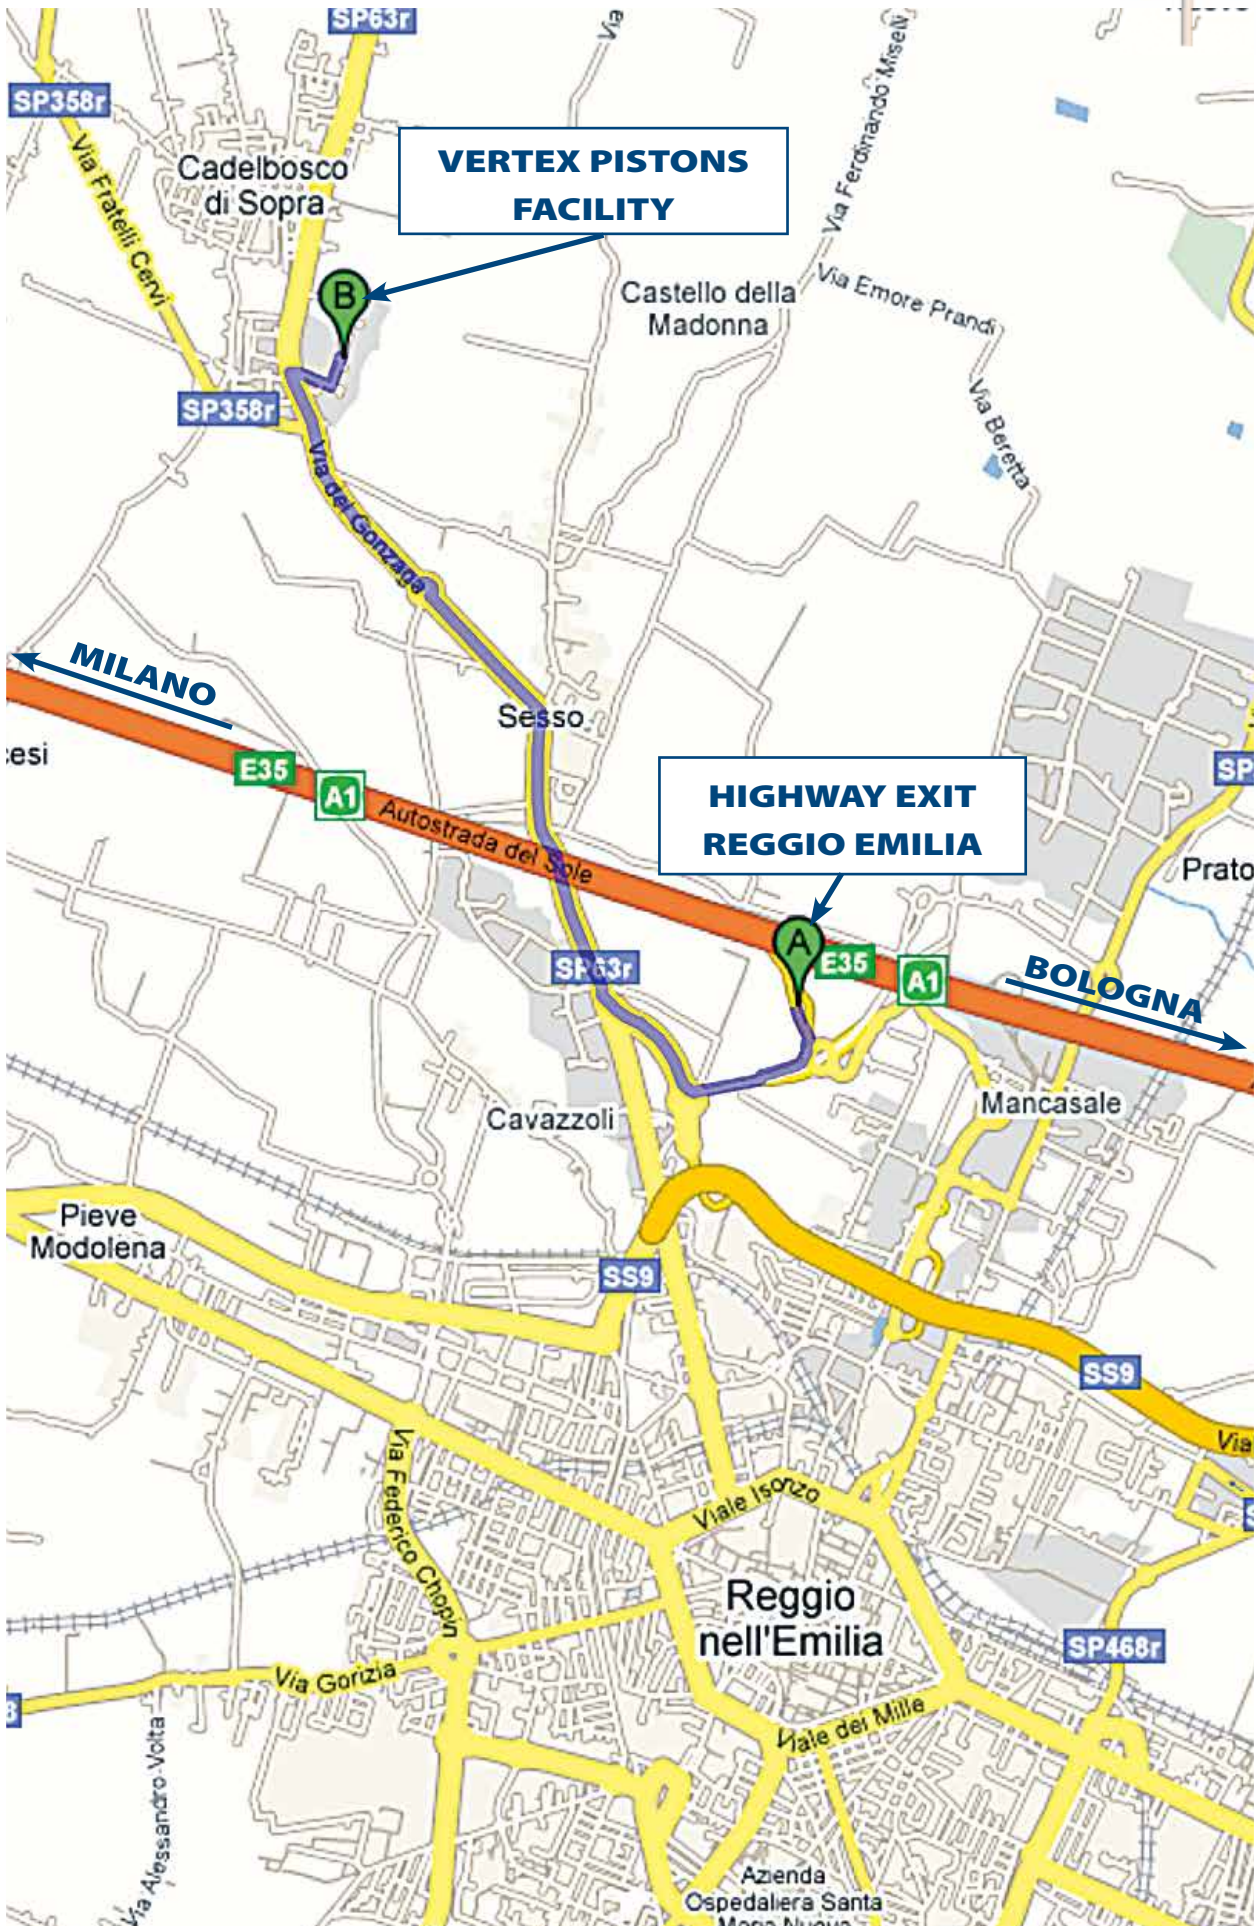 SP63r
Via
SP358r
Via Ferdinando Miselli
Via Fratelli Cervi
Cadelbosco
di Sopra
VERTEX PISTONS
FACILITY
B
Castello della
Madonna
Via Emore Prandi
Via Beretta
SP358r
Via dei Gonzaga
MILANO
Sesso
cesi
E35
A1
Autostrada del Sole
HIGHWAY EXIT
REGGIO EMILIA
SP
Prato
A
E35
A1
SP63r
BOLOGNA
Cavazzoli
Mancasale
Pieve
Modolena
SS9
SS9
Via
Via Federico Chopin
Viale Isonzo
Reggio
nell'Emilia
SP468r
Via Gorizia
Viale dei Mille
Via Alessandro Volta
Azienda
Ospedaliera Santa
Maria Nuova